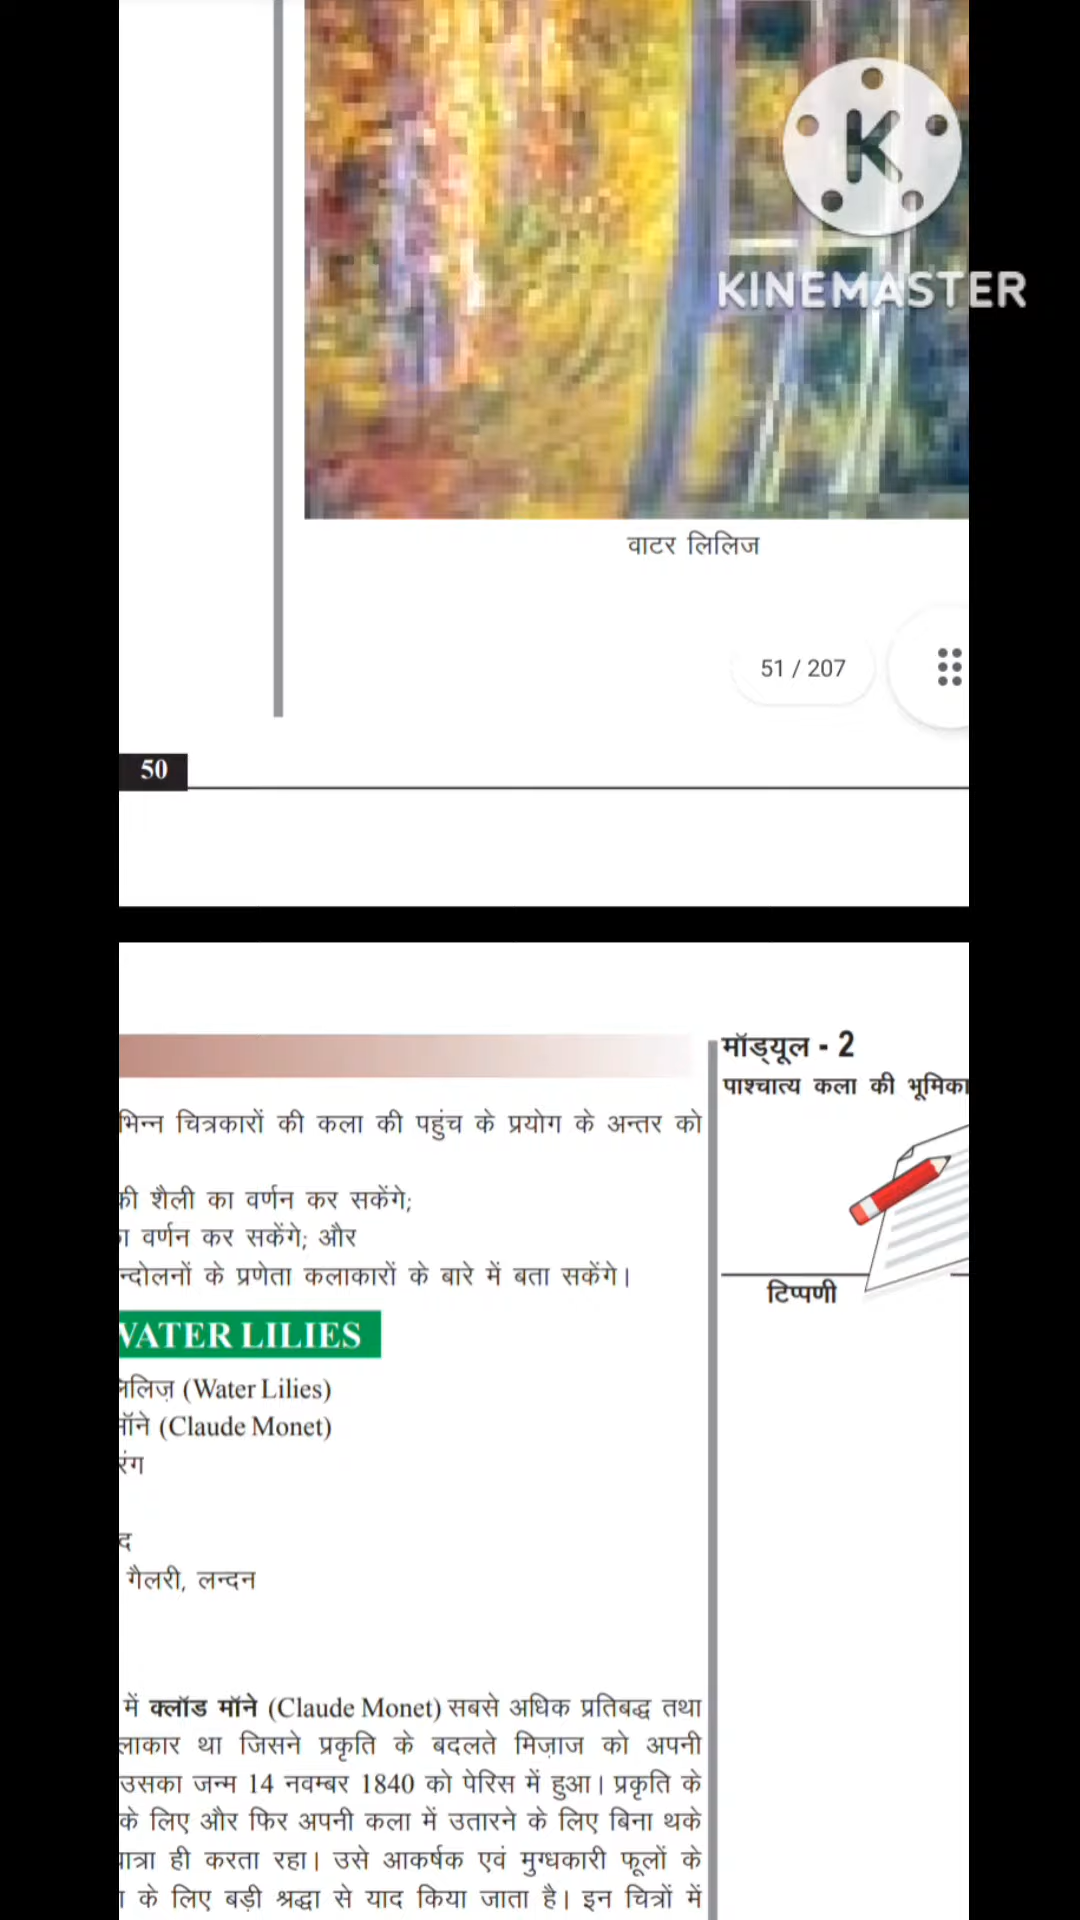 KINEMASTER
वाटर लिलिज
51 / 207
50
मॉड्यूल - 2
पाश्चात्य कला की भूमिका
चित्रकारों की कला की पहुंच के प्रयोग के अन्तर को
की शैली का वर्णन कर सकेंगे;
वर्णन कर सकेंगे; और
के प्रणेता कलाकारों के बारे में बता सकेंगे।
टिप्पणी
WATER LILIES
(Water Lilies)
(Claude Monet)
रंग
गैलरी, लन्दन
में क्लॉड मॉने (Claude Monet) सबसे अधिक प्रतिबद्ध तथा
था जिसने प्रकृति के बदलते मिज़ाज को अपनी
उसका जन्म 14 नवम्बर 1840 को पेरिस में हुआ। प्रकृति के
के लिए और फिर अपनी कला में उतारने के लिए बिना थके
ही करता रहा। उसे आकर्षक एवं मुग्धकारी फूलों के
के लिए बड़ी श्रद्धा से याद किया जाता है। इन चित्रों में